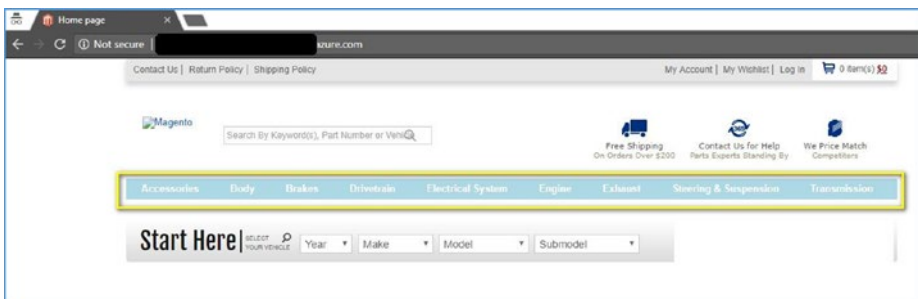 Home page
Not secure | azure.com
Contact Us | Return Policy | Shipping Policy
My Account | My Wishlist | Log In 0 item(s) $0
Magento
Search By Keyword(s), Part Number or Vehi
Free Shipping
On Orders Over $200
Contact Us for Help
Parts Experts Standing By
We Price Match
Competitors
Accessories Body Brakes Drivetrain Electrical System Engine Exhaust Steering & Suspension Transmission
Start Here
SELECT
YOUR VEHICLE
Year Make Model Submodel